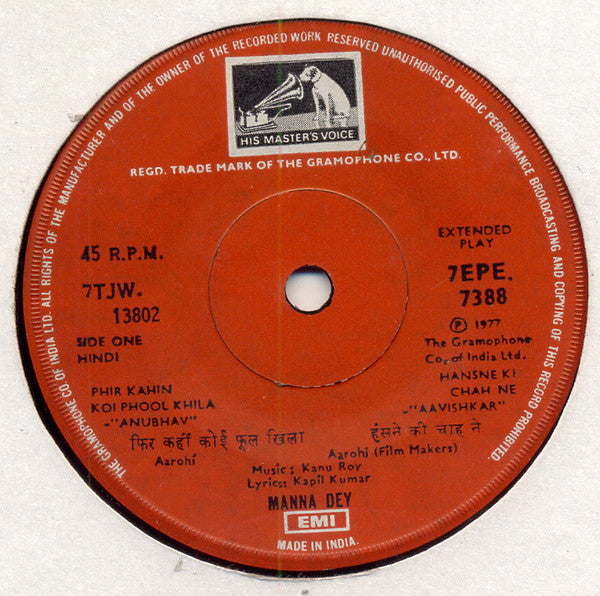 THE GRAMOPHONE CO. OF INDIA LTD. ALL RIGHTS OF THE MANUFACTURER AND OF THE OWNER OF THE RECORDED WORK RESERVED UNAUTHORISED PUBLIC PERFORMANCE BROADCASTING AND COPYING OF THIS RECORD PROHIBITED.
HIS MASTER'S VOICE
REGD. TRADE MARK OF THE GRAMOPHONE CO., LTD.
45 R.P.M.
7TJW.
13802
SIDE ONE
HINDI
EXTENDED
PLAY
7EPE.
7388
Ⓟ 1977
The Gramophone
Co. of India Ltd.
PHIR KAHIN
KOI PHOOL KHILA
-"ANUBHAV"
फिर कहीं कोई फूल खिला
Aarohi
HANSNE KI
CHAH NE
-"AAVISHKAR"
हंसने की चाह ने
Aarohi (Film Makers)
Music: Kanu Roy
Lyrics: Kapil Kumar
MANNA DEY
EMI
MADE IN INDIA.